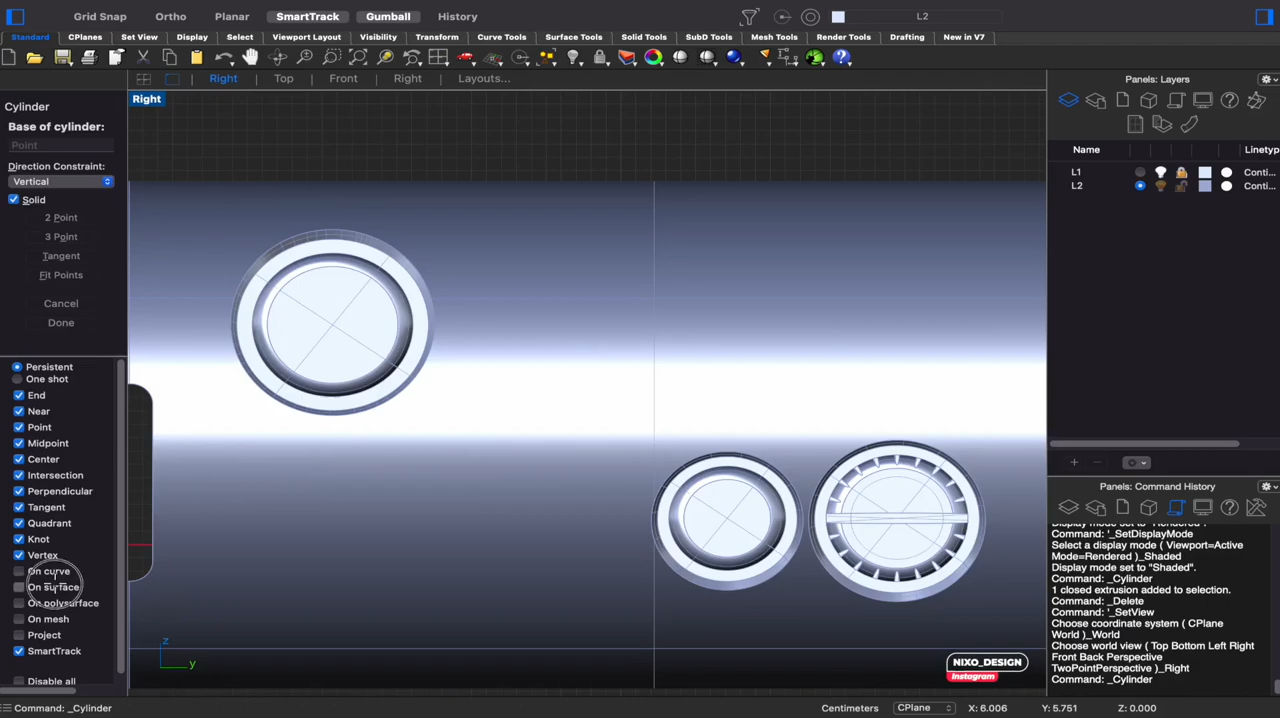 Grid Snap Ortho Planar SmartTrack Gumball History L2
Standard CPlanes Set View Display Select Viewport Layout Visibility Transform Curve Tools Surface Tools Solid Tools SubD Tools Mesh Tools Render Tools Drafting New in V7
Right Top Front Right Layouts...
Panels: Layers
Right
Cylinder
Base of cylinder:
Point
Direction Constraint:
Vertical
Solid
2 Point
3 Point
Tangent
Fit Points
Cancel
Done
Persistent
One shot
End
Near
Point
Midpoint
Center
Intersection
Perpendicular
Tangent
Quadrant
Knot
Vertex
On curve
On surface
On polysurface
On mesh
Project
SmartTrack
Disable all
z
y
NIXO_DESIGN
Instagram
Name Linetyp
L1 Conti...
L2 Conti...
Panels: Command History
Display mode set to "Rendered".
Command: '_SetDisplayMode
Select a display mode ( Viewport=Active
Mode=Rendered )_Shaded
Display mode set to "Shaded".
Command: _Cylinder
1 closed extrusion added to selection.
Command: _Delete
Command: '_SetView
Choose coordinate system ( CPlane
World )_World
Choose world view ( Top Bottom Left Right
Front Back Perspective
TwoPointPerspective )_Right
Command: _Cylinder
Command: _Cylinder Centimeters CPlane X: 6.006 Y: 5.751 Z: 0.000